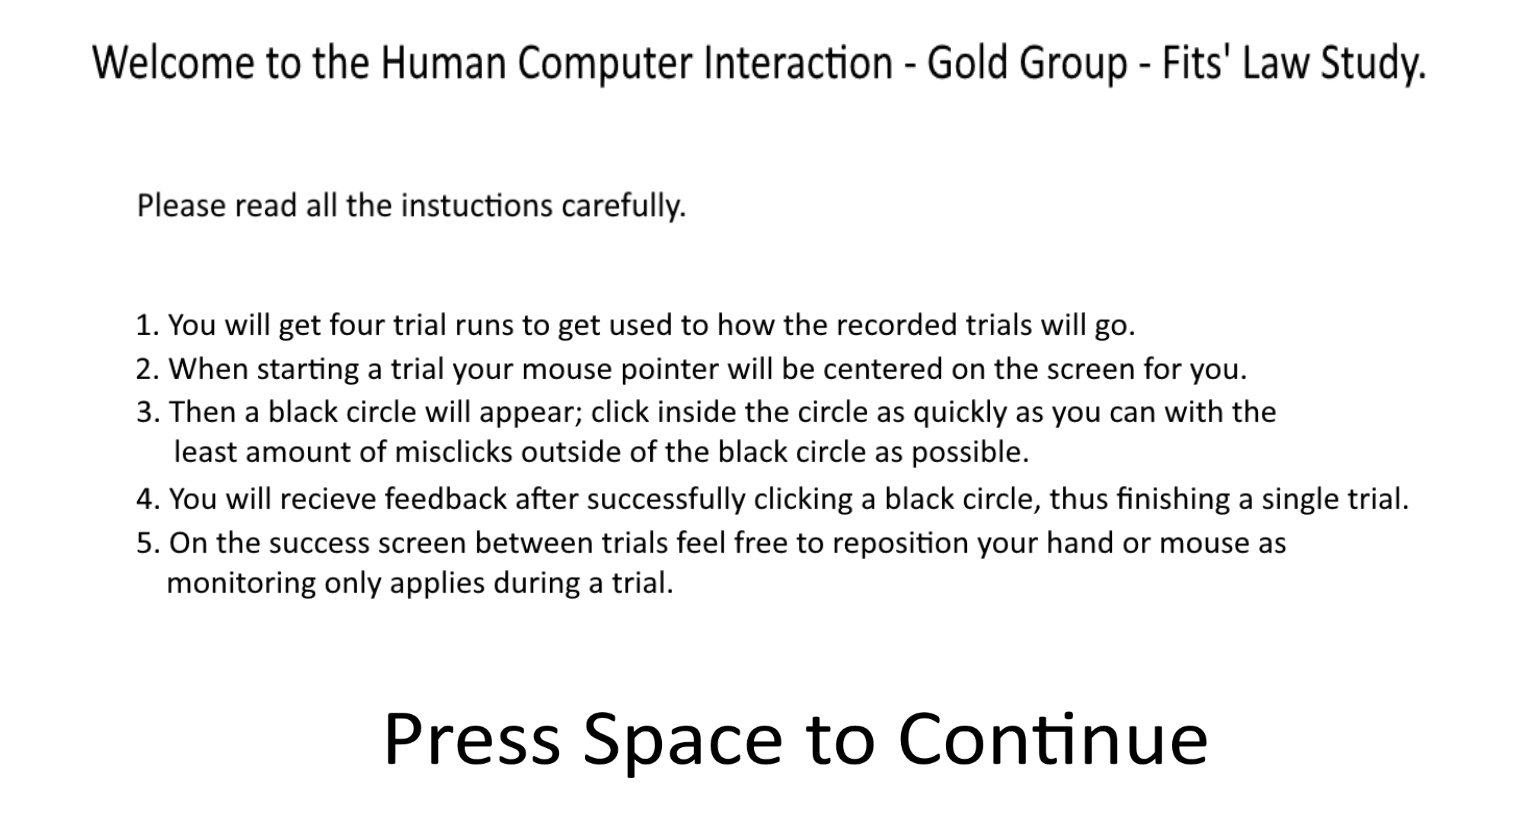 Welcome to the Human Computer Interaction - Gold Group - Fits' Law Study.
Please read all the instuctions carefully.
1. You will get four trial runs to get used to how the recorded trials will go.
2. When starting a trial your mouse pointer will be centered on the screen for you.
3. Then a black circle will appear; click inside the circle as quickly as you can with the
least amount of misclicks outside of the black circle as possible.
4. You will recieve feedback after successfully clicking a black circle, thus finishing a single trial.
5. On the success screen between trials feel free to reposition your hand or mouse as
monitoring only applies during a trial.
Press Space to Continue